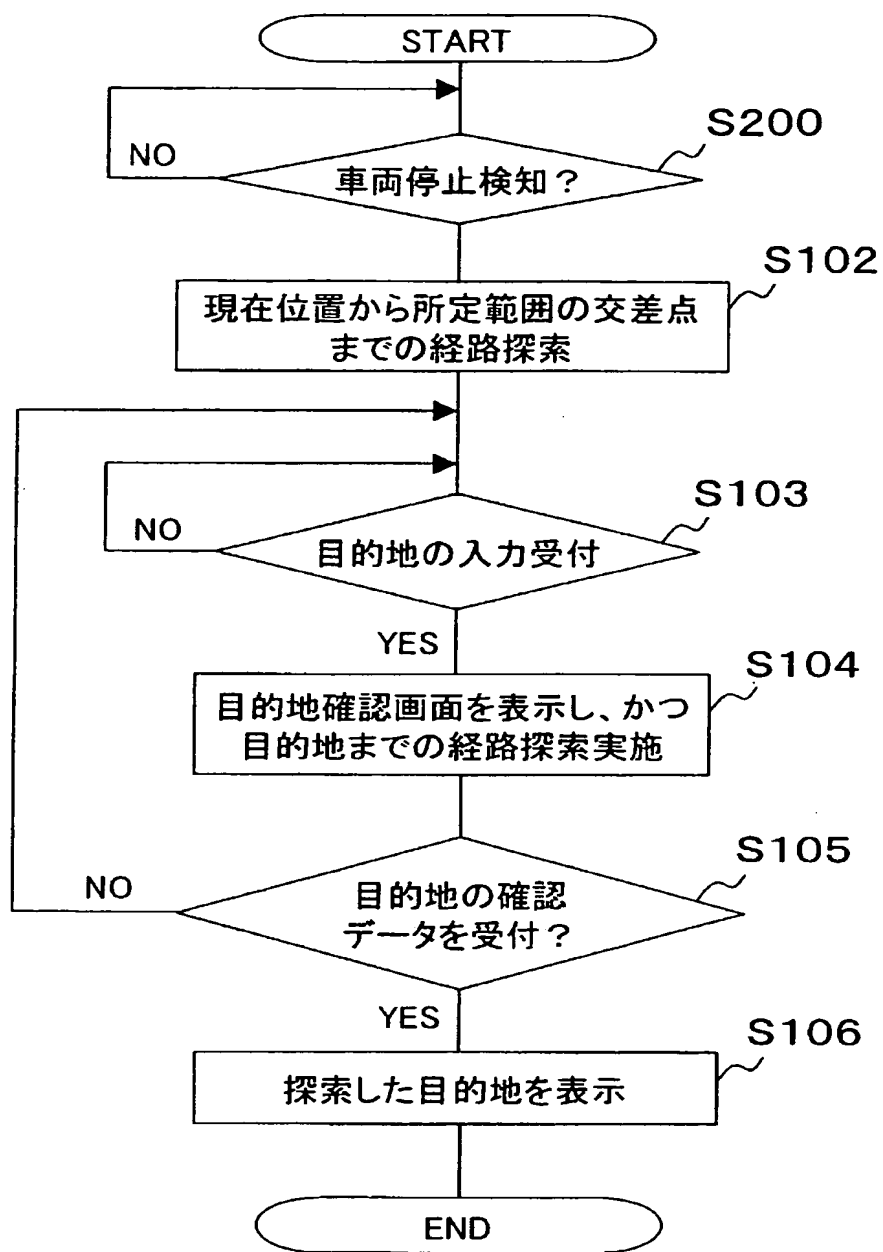 START
S200
NO
車両停止検知？
S102
現在位置から所定範囲の交差点
までの経路探索
S103
NO
目的地の入力受付
YES
S104
目的地確認画面を表示し、かつ
目的地までの経路探索実施
S105
NO
目的地の確認
データを受付？
YES
S106
探索した目的地を表示
END